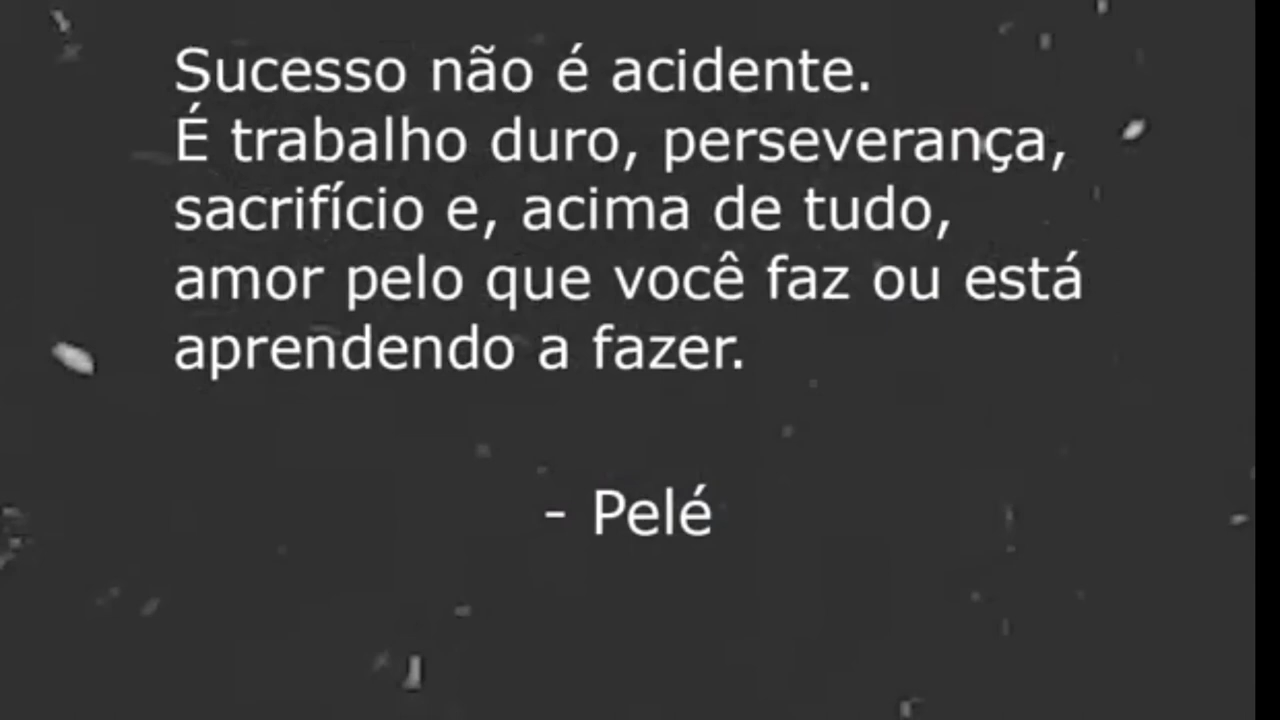 Sucesso não é acidente.
É trabalho duro, perseverança,
sacrifício e, acima de tudo,
amor pelo que você faz ou está
aprendendo a fazer.
- Pelé